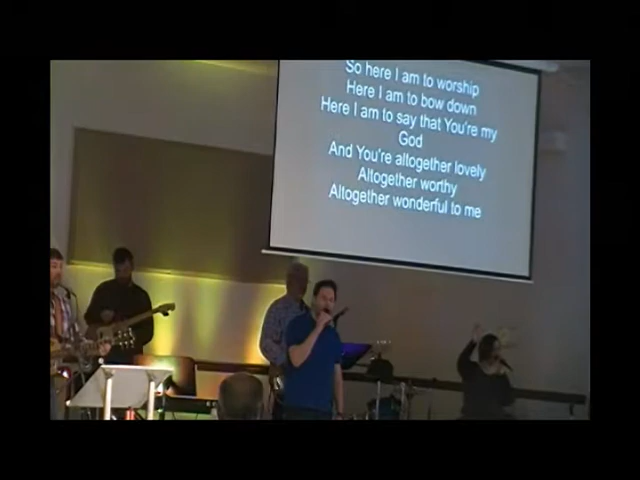 So here I am to worship
Here I am to bow down
Here I am to say that You're my
God
And You're altogether lovely
Altogether worthy
Altogether wonderful to me